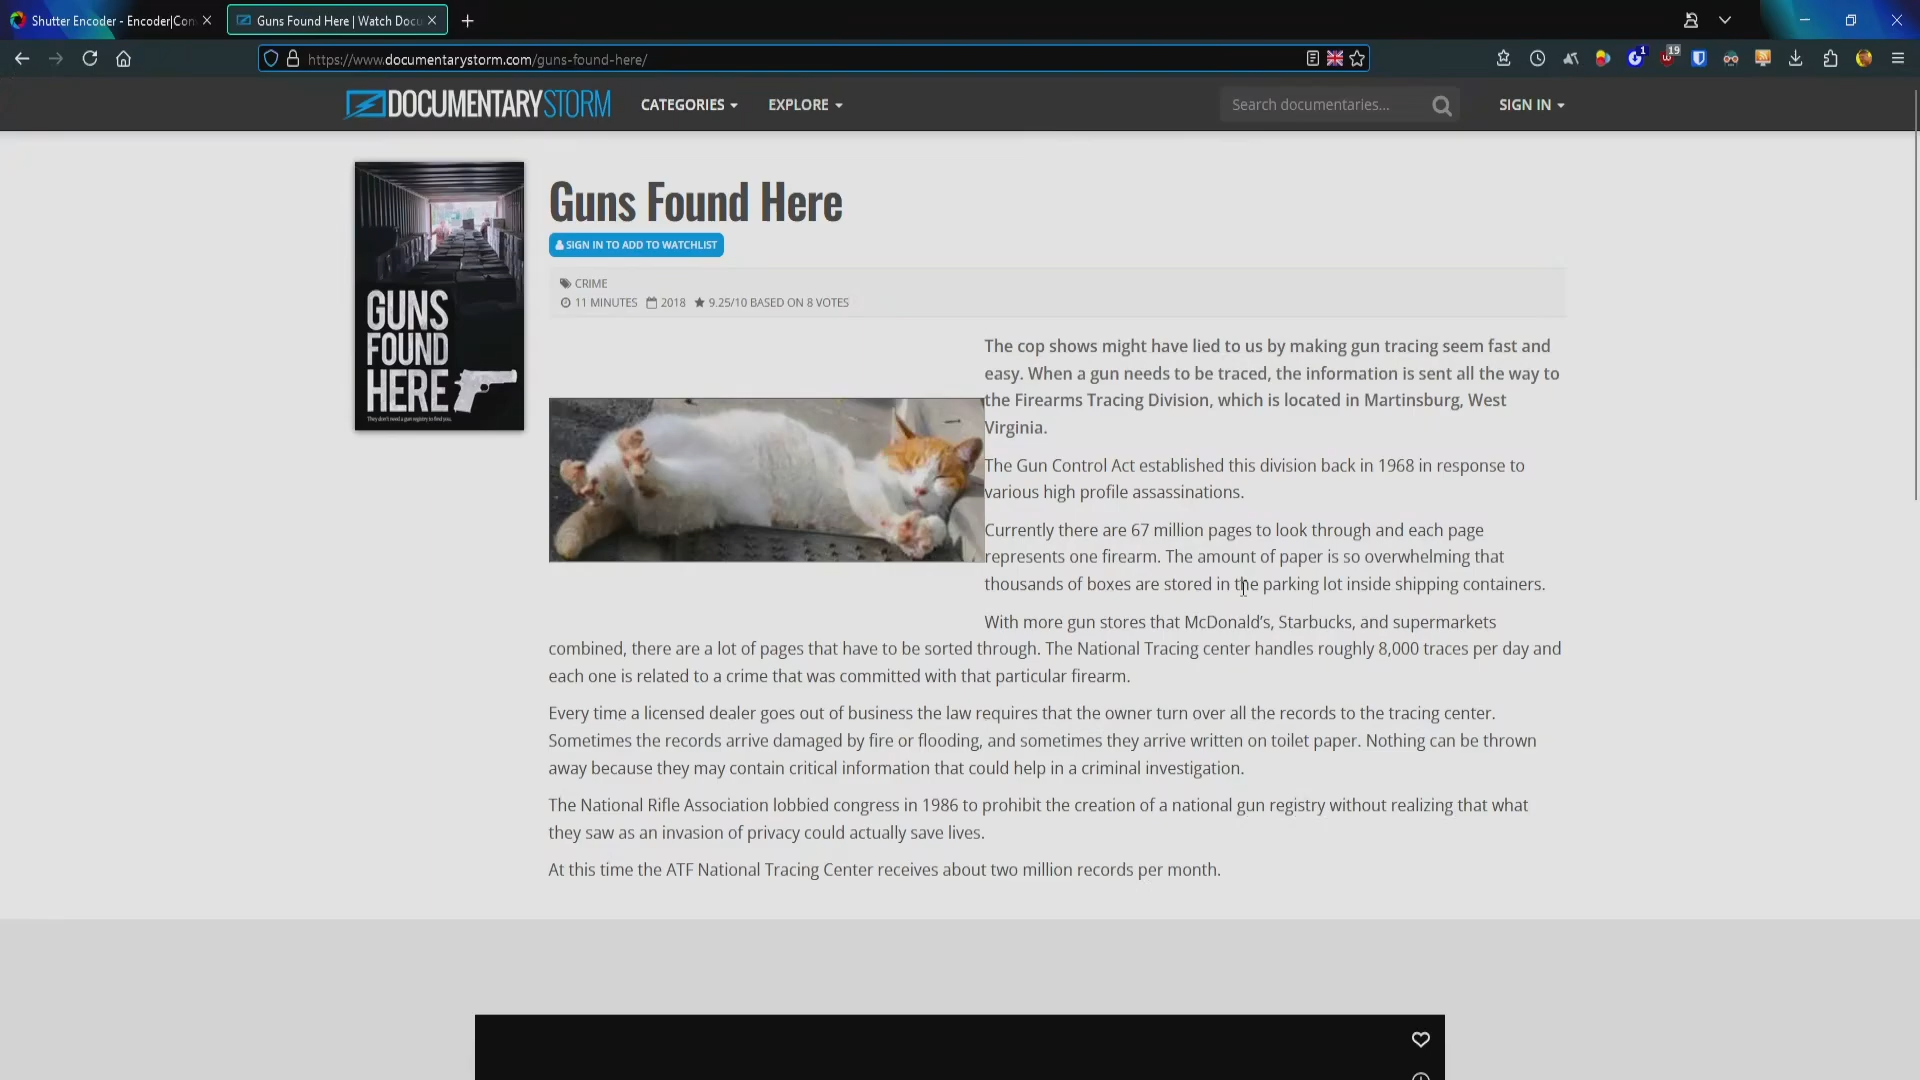 Shutter Encoder - Encoder|Con
Guns Found Here | Watch Docu
https://www.documentarystorm.com/guns-found-here/
1
19
DOCUMENTARYSTORM
CATEGORIES
EXPLORE
Search documentaries...
SIGN IN
GUNS
FOUND
HERE
They don't need a gun registry to find you.
Guns Found Here
SIGN IN TO ADD TO WATCHLIST
CRIME
11 MINUTES 2018 9.25/10 BASED ON 8 VOTES
The cop shows might have lied to us by making gun tracing seem fast and
easy. When a gun needs to be traced, the information is sent all the way to
the Firearms Tracing Division, which is located in Martinsburg, West
Virginia.
The Gun Control Act established this division back in 1968 in response to
various high profile assassinations.
Currently there are 67 million pages to look through and each page
represents one firearm. The amount of paper is so overwhelming that
thousands of boxes are stored in the parking lot inside shipping containers.
With more gun stores that McDonald's, Starbucks, and supermarkets
combined, there are a lot of pages that have to be sorted through. The National Tracing center handles roughly 8,000 traces per day and
each one is related to a crime that was committed with that particular firearm.
Every time a licensed dealer goes out of business the law requires that the owner turn over all the records to the tracing center.
Sometimes the records arrive damaged by fire or flooding, and sometimes they arrive written on toilet paper. Nothing can be thrown
away because they may contain critical information that could help in a criminal investigation.
The National Rifle Association lobbied congress in 1986 to prohibit the creation of a national gun registry without realizing that what
they saw as an invasion of privacy could actually save lives.
At this time the ATF National Tracing Center receives about two million records per month.